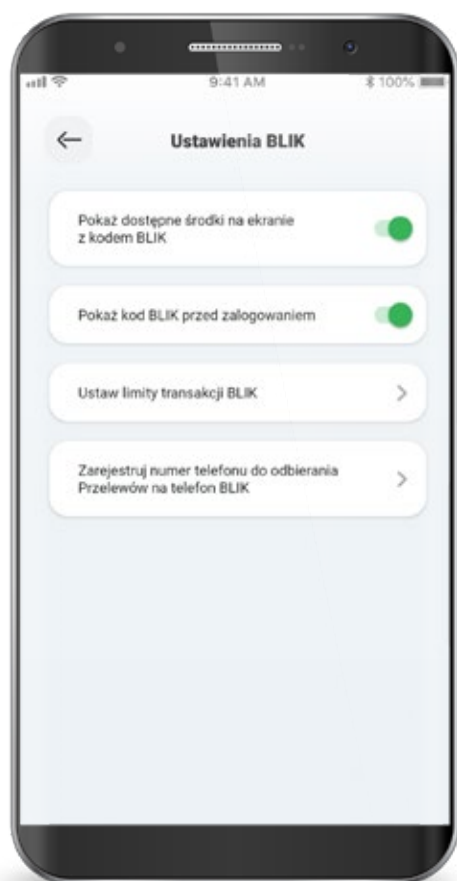 9:41 AM
100%
Ustawienia BLIK
Pokaż dostępne środki na ekranie
z kodem BLIK
Pokaż kod BLIK przed zalogowaniem
Ustaw limity transakcji BLIK
Zarejestruj numer telefonu do odbierania
Przelewów na telefon BLIK